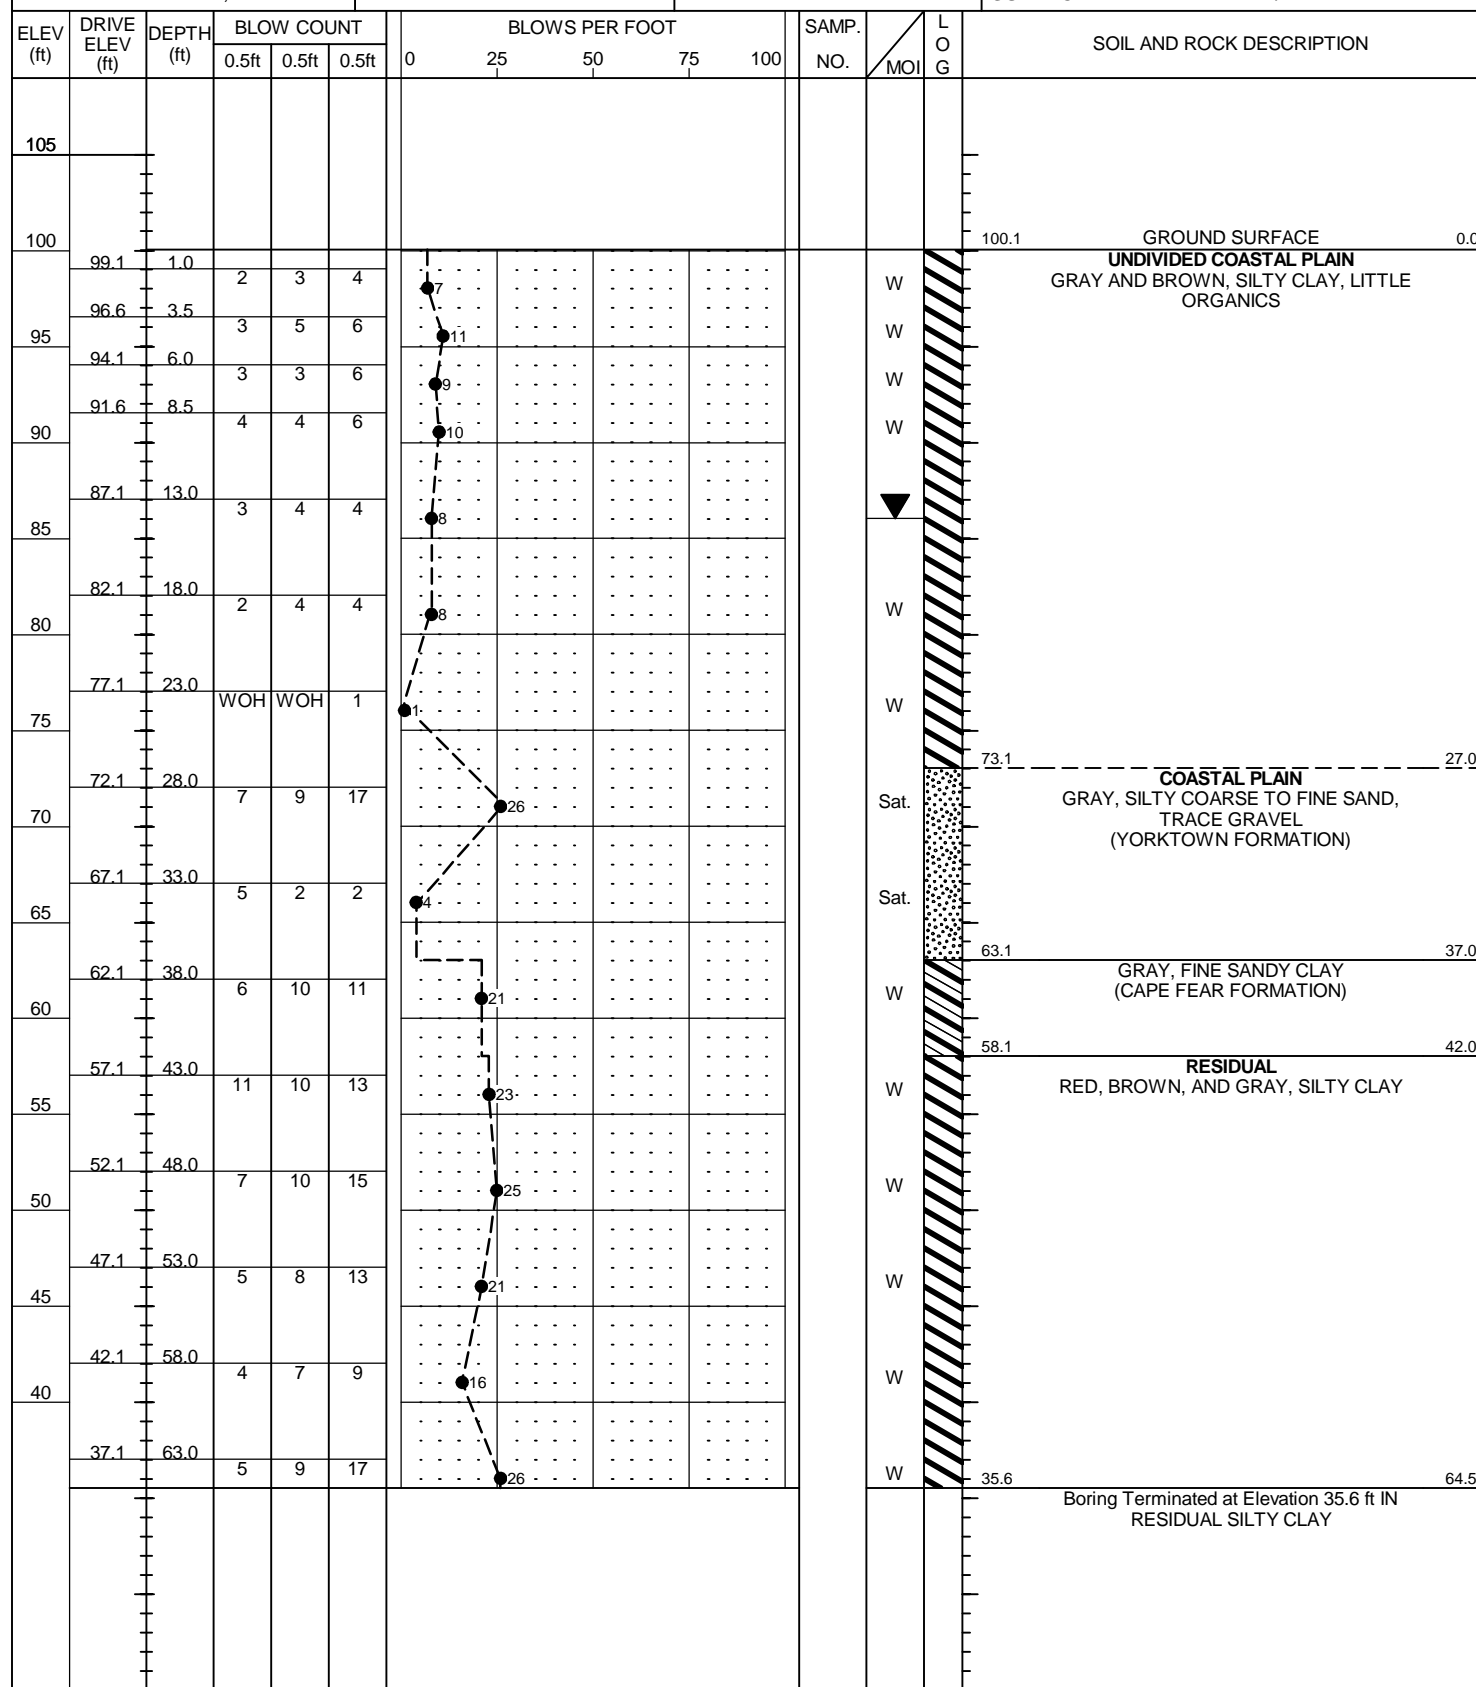 ELEV (ft) DRIVE ELEV (ft) DEPTH (ft) BLOW COUNT BLOWS PER FOOT SAMP. NO. MOI L O G SOIL AND ROCK DESCRIPTION
0.5ft 0.5ft 0.5ft 0 25 50 75 100
105
100 100.1 GROUND SURFACE 0.0
99.1 1.0 UNDIVIDED COASTAL PLAIN
2 3 4 7 W GRAY AND BROWN, SILTY CLAY, LITTLE
ORGANICS
96.6 3.5
3 5 6 11 W
95
94.1 6.0
3 3 6 9 W
91.6 8.5
4 4 6 10 W
90
87.1 13.0
3 4 4 8
85
82.1 18.0
2 4 4 8 W
80
77.1 23.0
WOH WOH 1 1 W
75
73.1 27.0
72.1 28.0 COASTAL PLAIN
7 9 17 26 Sat. GRAY, SILTY COARSE TO FINE SAND,
70 TRACE GRAVEL
(YORKTOWN FORMATION)
67.1 33.0
5 2 2 4 Sat.
65
63.1 37.0
62.1 38.0 GRAY, FINE SANDY CLAY
6 10 11 21 W (CAPE FEAR FORMATION)
60
58.1 42.0
57.1 43.0 RESIDUAL
11 10 13 23 W RED, BROWN, AND GRAY, SILTY CLAY
55
52.1 48.0
7 10 15 25 W
50
47.1 53.0
5 8 13 21 W
45
42.1 58.0
4 7 9 16 W
40
37.1 63.0
5 9 17 26 W 35.6 64.5
Boring Terminated at Elevation 35.6 ft IN
RESIDUAL SILTY CLAY